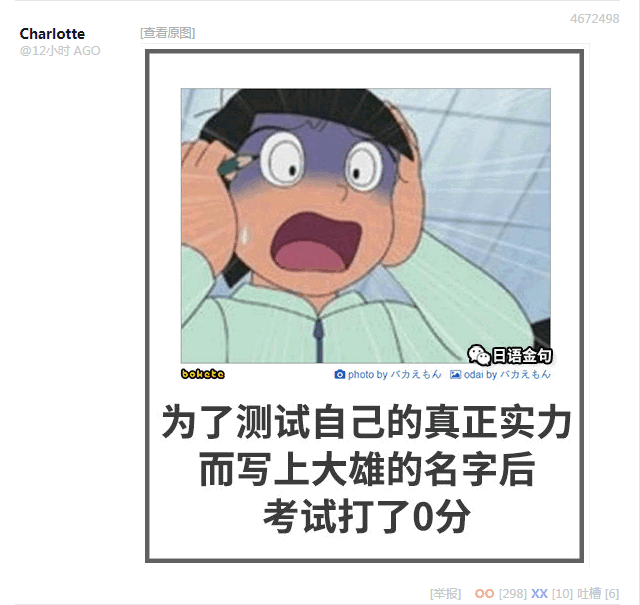 4672498
Charlotte
[查看原图]
@12小时 AGO
日语金句
bokete
photo by バカえもん odai by バカえもん
为了测试自己的真正实力
而写上大雄的名字后
考试打了0分
[举报] OO [298] XX [10] 吐槽 [6]